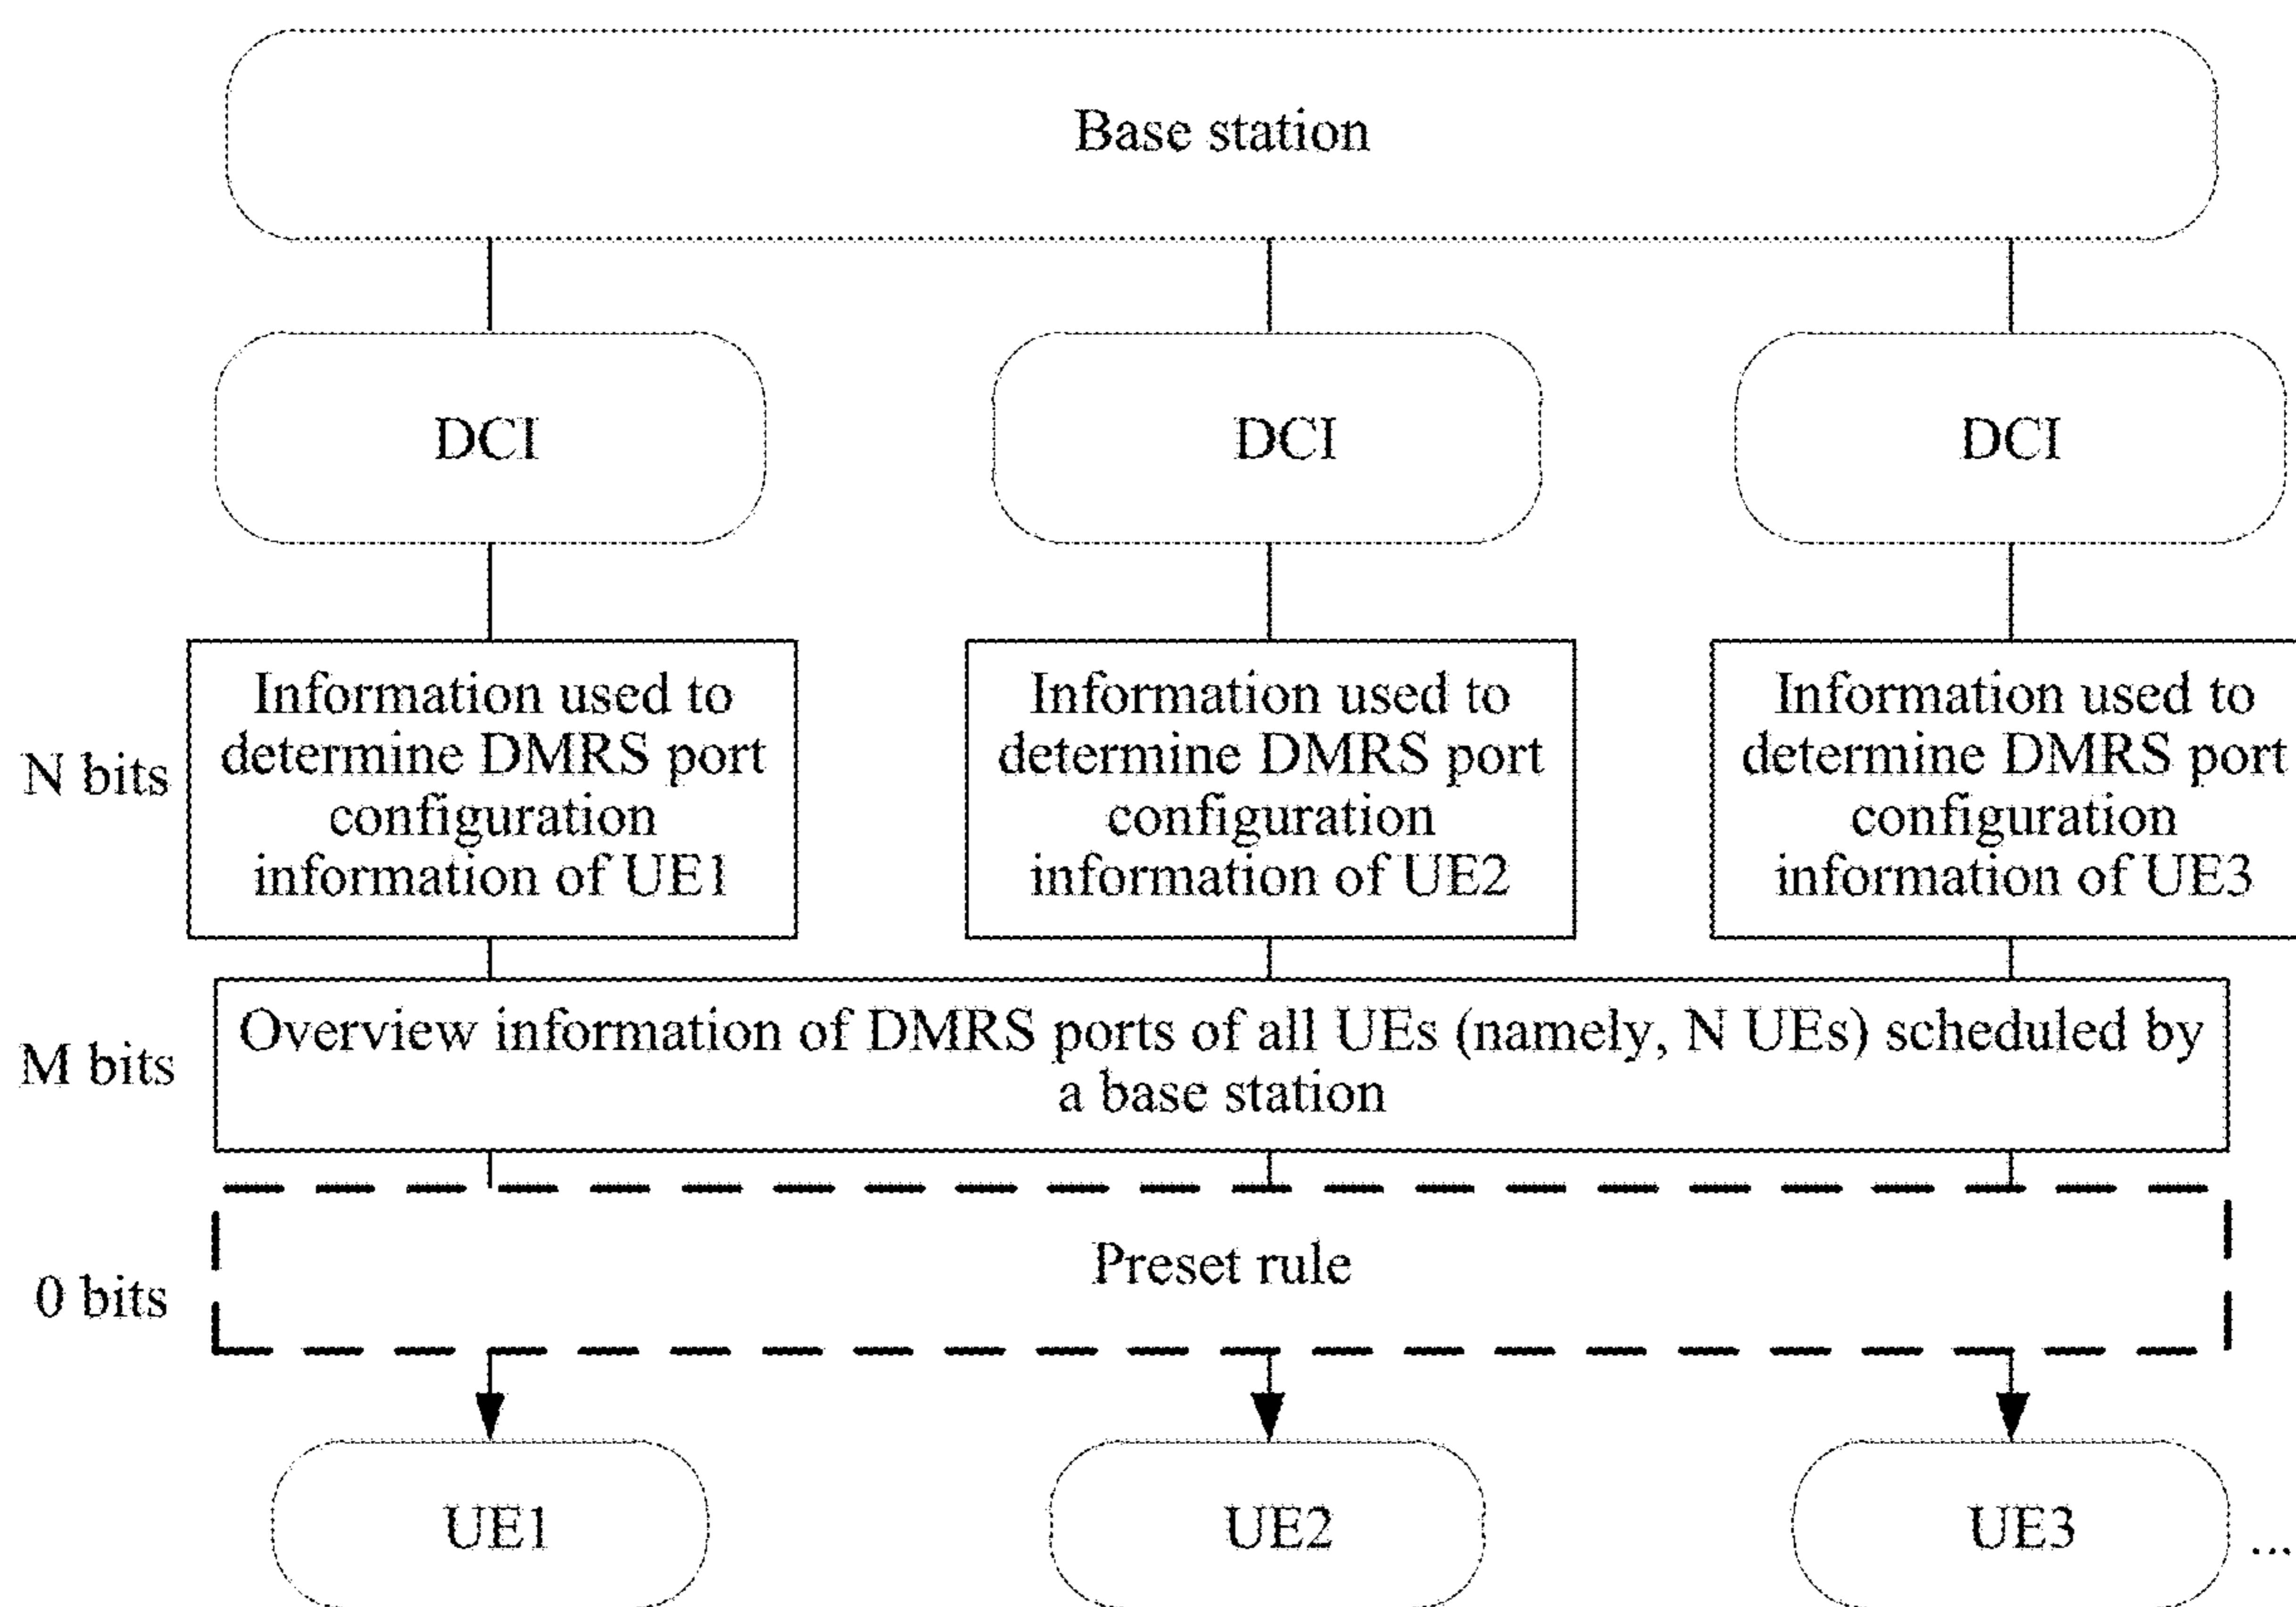 Base station
DCI
DCI
DCI
N bits
Information used to
determine DMRS port
configuration
information of UE1
Information used to
determine DMRS port
configuration
information of UE2
Information used to
determine DMRS port
configuration
information of UE3
M bits
Overview information of DMRS ports of all UEs (namely, N UEs) scheduled by
a base station
0 bits
Preset rule
UE1
UE2
UE3
...